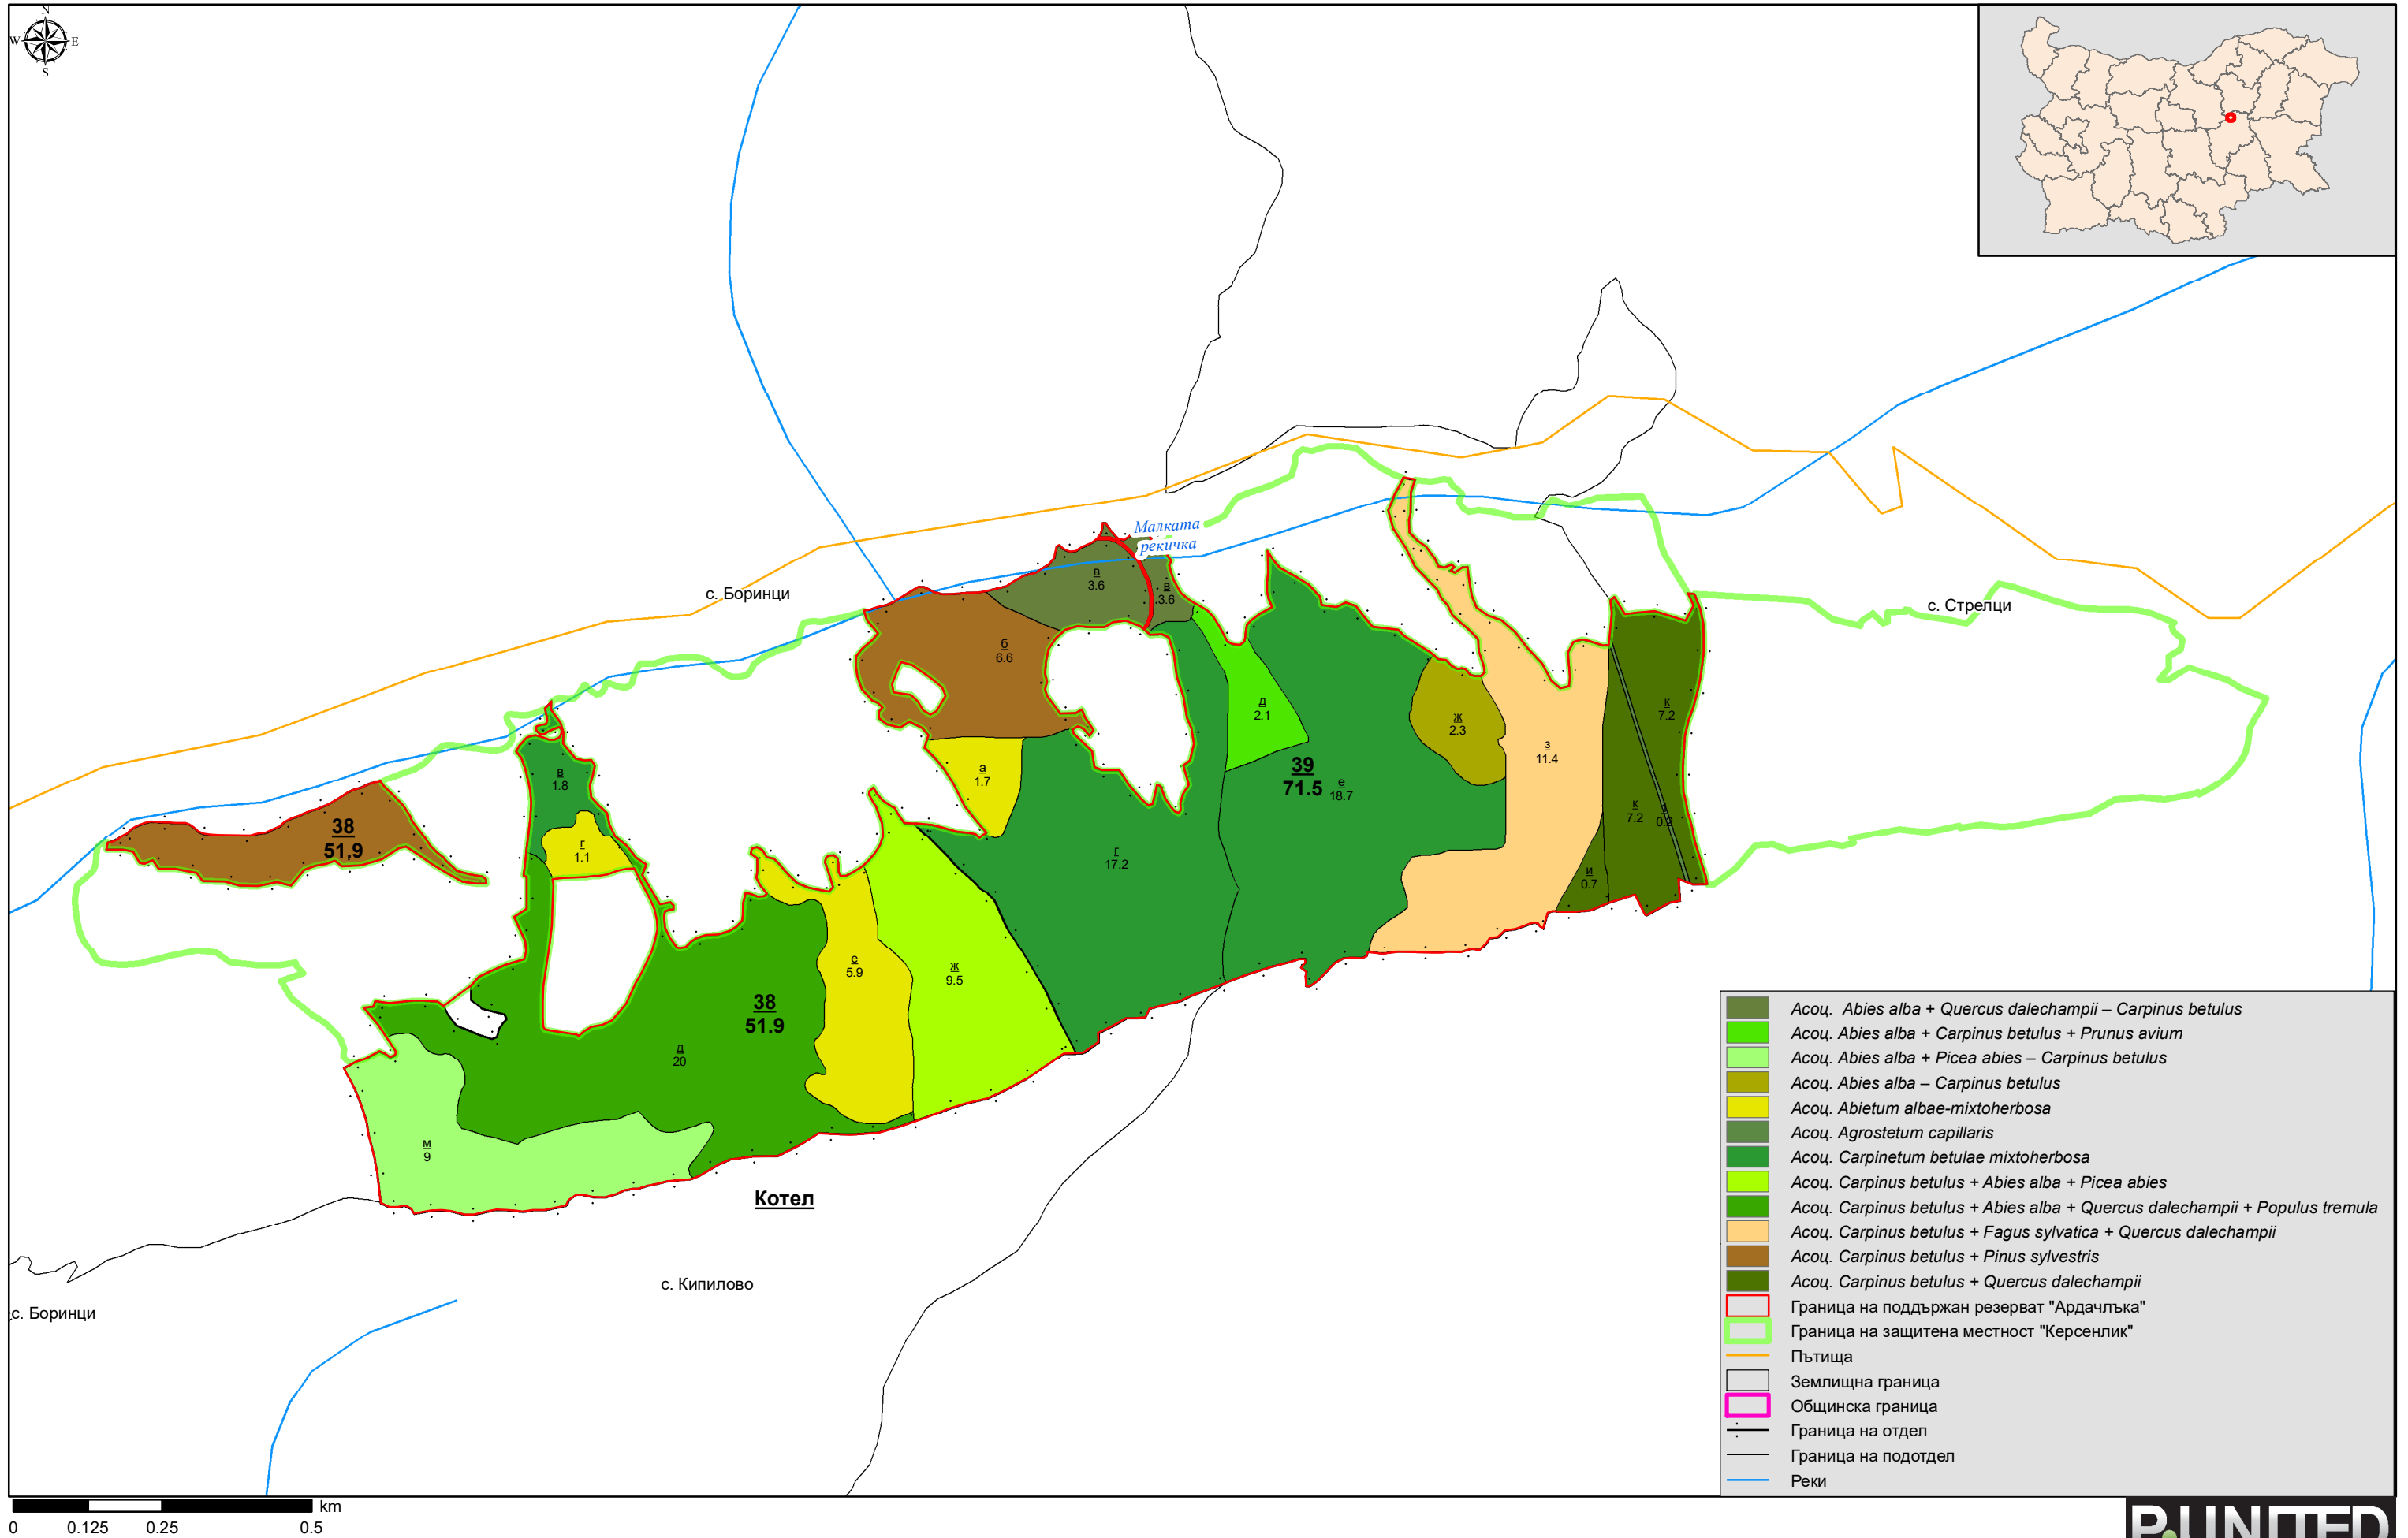 N
W E
S
Малката
рекичка
с. Боринци
с. Стрелци
в
3.6
в
3.6
б
6.6
д
2.1
к
7.2
ж
2.3
з
11.4
а
1.7
39
71.5
е
18.7
в
1.8
к
7.2
0.2
38
51.9
г
1.1
г
17.2
и
0.7
е
5.9
ж
9.5
38
51.9
д
20
м
9
Котел
с. Кипилово
с. Боринци
Асоц. Abies alba + Quercus dalechampii – Carpinus betulus
Асоц. Abies alba + Carpinus betulus + Prunus avium
Асоц. Abies alba + Picea abies – Carpinus betulus
Асоц. Abies alba – Carpinus betulus
Асоц. Abietum albae-mixtoherbosa
Асоц. Agrostetum capillaris
Асоц. Carpinetum betulae mixtoherbosa
Асоц. Carpinus betulus + Abies alba + Picea abies
Асоц. Carpinus betulus + Abies alba + Quercus dalechampii + Populus tremula
Асоц. Carpinus betulus + Fagus sylvatica + Quercus dalechampii
Асоц. Carpinus betulus + Pinus sylvestris
Асоц. Carpinus betulus + Quercus dalechampii
Граница на поддържан резерват "Ардачлъка"
Граница на защитена местност "Керсенлик"
Пътища
Землищна граница
Общинска граница
Граница на отдел
Граница на подотдел
Реки
km
0 0.125 0.25 0.5
P.UNITED